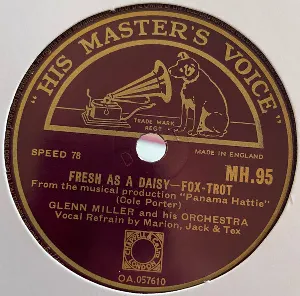 "HIS MASTER'S VOICE"
TRADE MARK
REGD
SPEED 78
MADE IN ENGLAND
MH.95
FRESH AS A DAISY—FOX-TROT
From the musical production "Panama Hattie"
(Cole Porter)
GLENN MILLER and his ORCHESTRA
Vocal Refrain by Marion, Jack & Tex
OA.057610